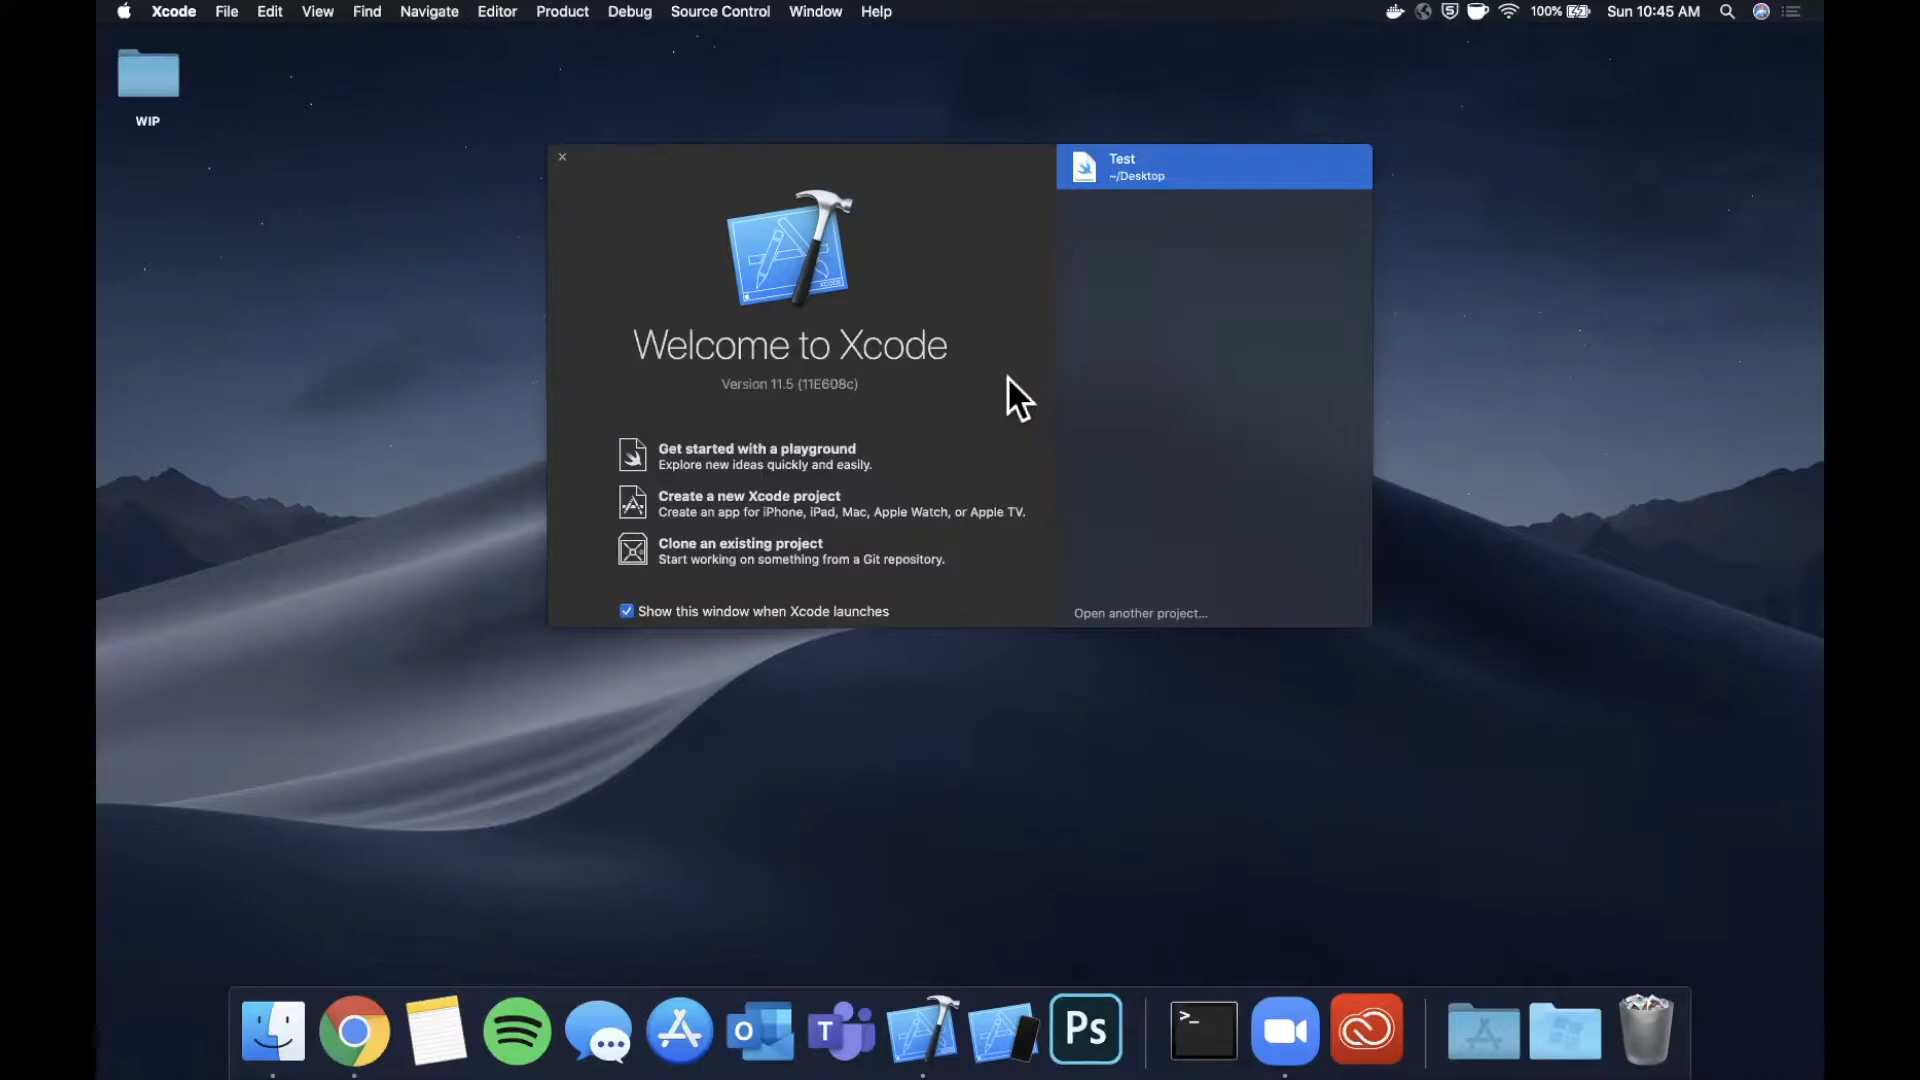 Xcode File Edit View Find Navigate Editor Product Debug Source Control Window Help
S
100%
Sun 10:45 AM
WIP
Test
~/Desktop
XCODE
Welcome to Xcode
Version 11.5 (11E608c)
Get started with a playground
Explore new ideas quickly and easily.
Create a new Xcode project
Create an app for iPhone, iPad, Mac, Apple Watch, or Apple TV.
Clone an existing project
Start working on something from a Git repository.
Show this window when Xcode launches
Open another project...
O
T
Ps
>_